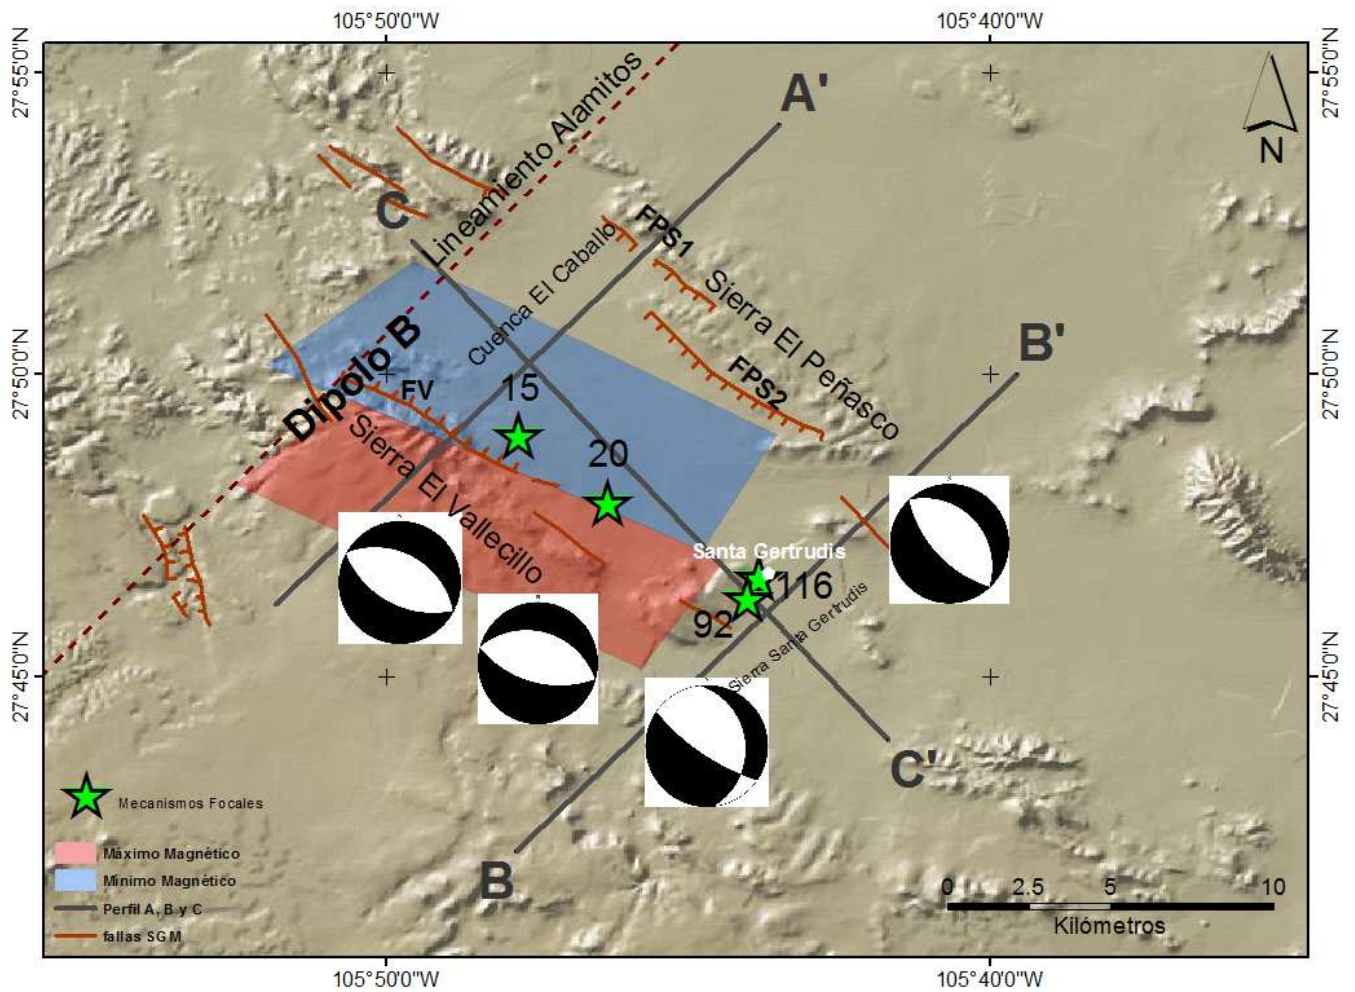 105°50'0"W
105°40'0"W
27°55'0"N
27°55'0"N
A'
N
Lineamiento Alamitos
C
FPS1
Cuenca El Caballo
Sierra El Peñasco
B'
27°50'0"N
27°50'0"N
Dipolo B
FV
15
FPS2
Sierra El Vallecillo
20
Santa Gertrudis
116
92
Sierra Santa Gertrudis
27°45'0"N
27°45'0"N
C'
B
Mecanismos Focales
Máximo Magnético
Mínimo Magnético
Perfil A, B y C
fallas SGM
0 2.5 5 10
Kilómetros
105°50'0"W
105°40'0"W